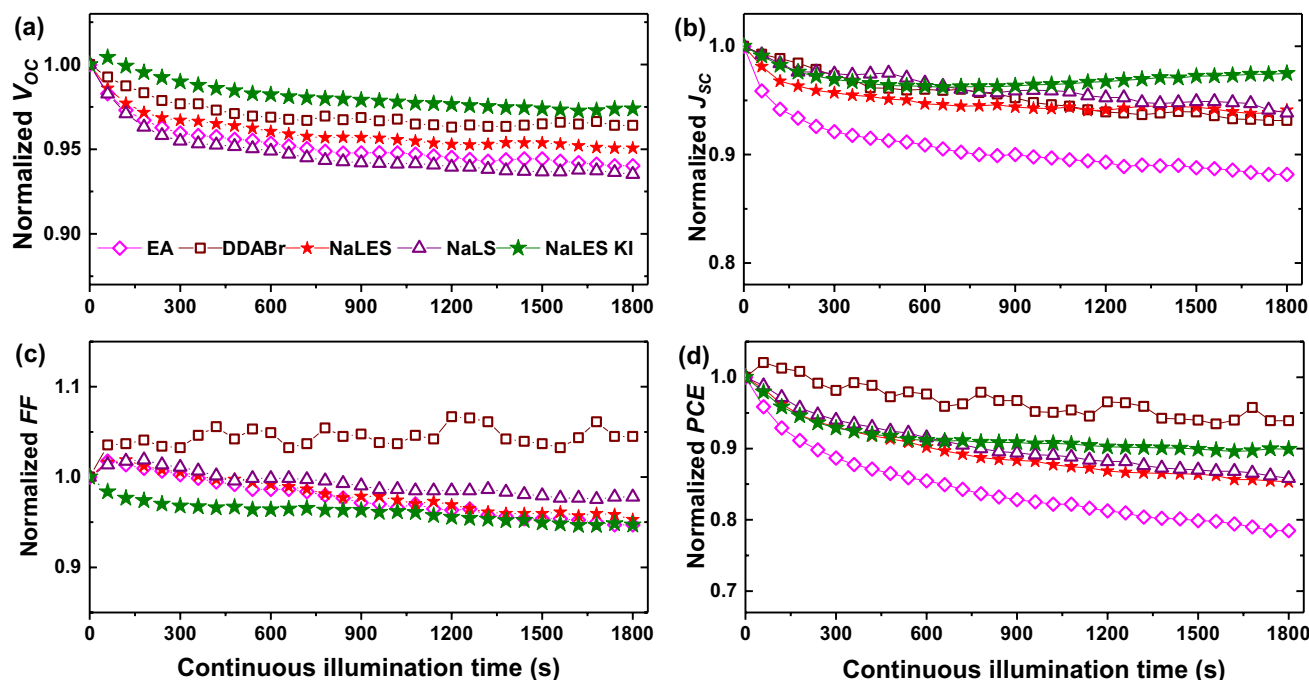 (a)
Normalized VOC
1.00
0.95
0.90
EA DDABr NaLES NaLS NaLES KI
0 300 600 900 1200 1500 1800
(b)
Normalized JSC
1.0
0.9
0.8
0 300 600 900 1200 1500 1800
(c)
Normalized FF
1.1
1.0
0.9
0 300 600 900 1200 1500 1800
Continuous illumination time (s)
(d)
Normalized PCE
1.0
0.9
0.8
0.7
0 300 600 900 1200 1500 1800
Continuous illumination time (s)